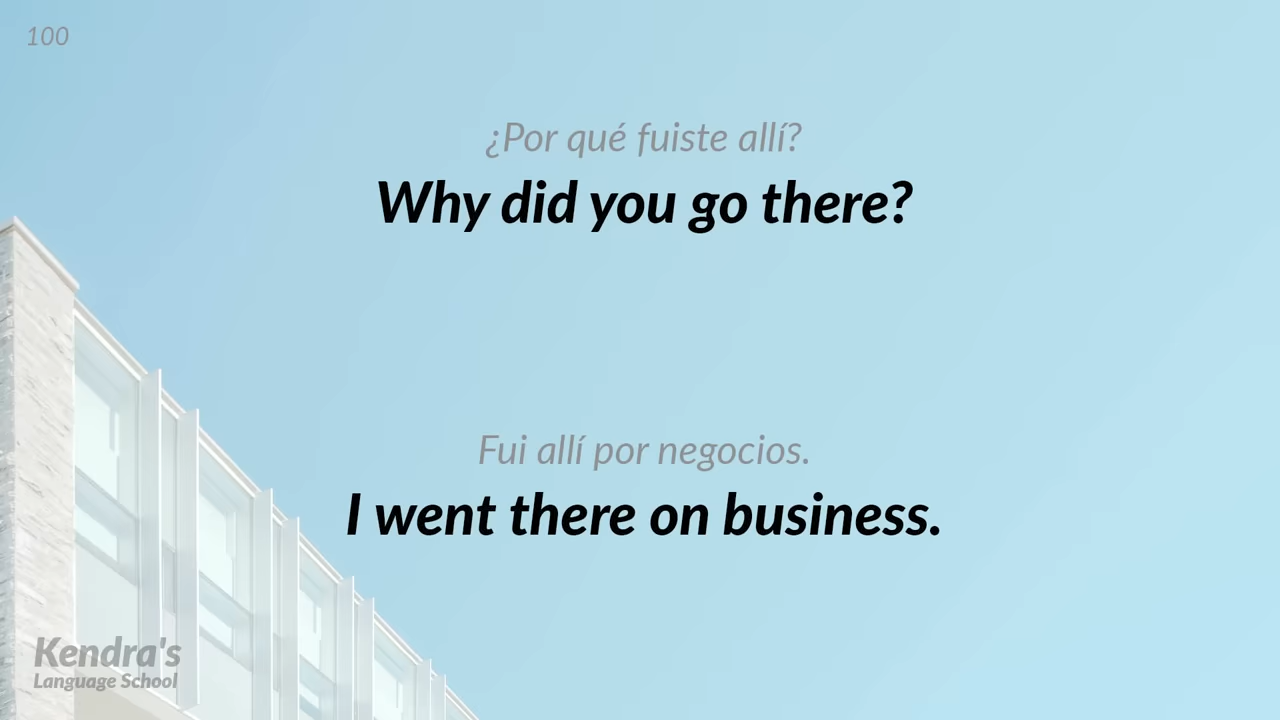 100
¿Por qué fuiste allí?
Why did you go there?
Fui allí por negocios.
I went there on business.
Kendra's
Language School